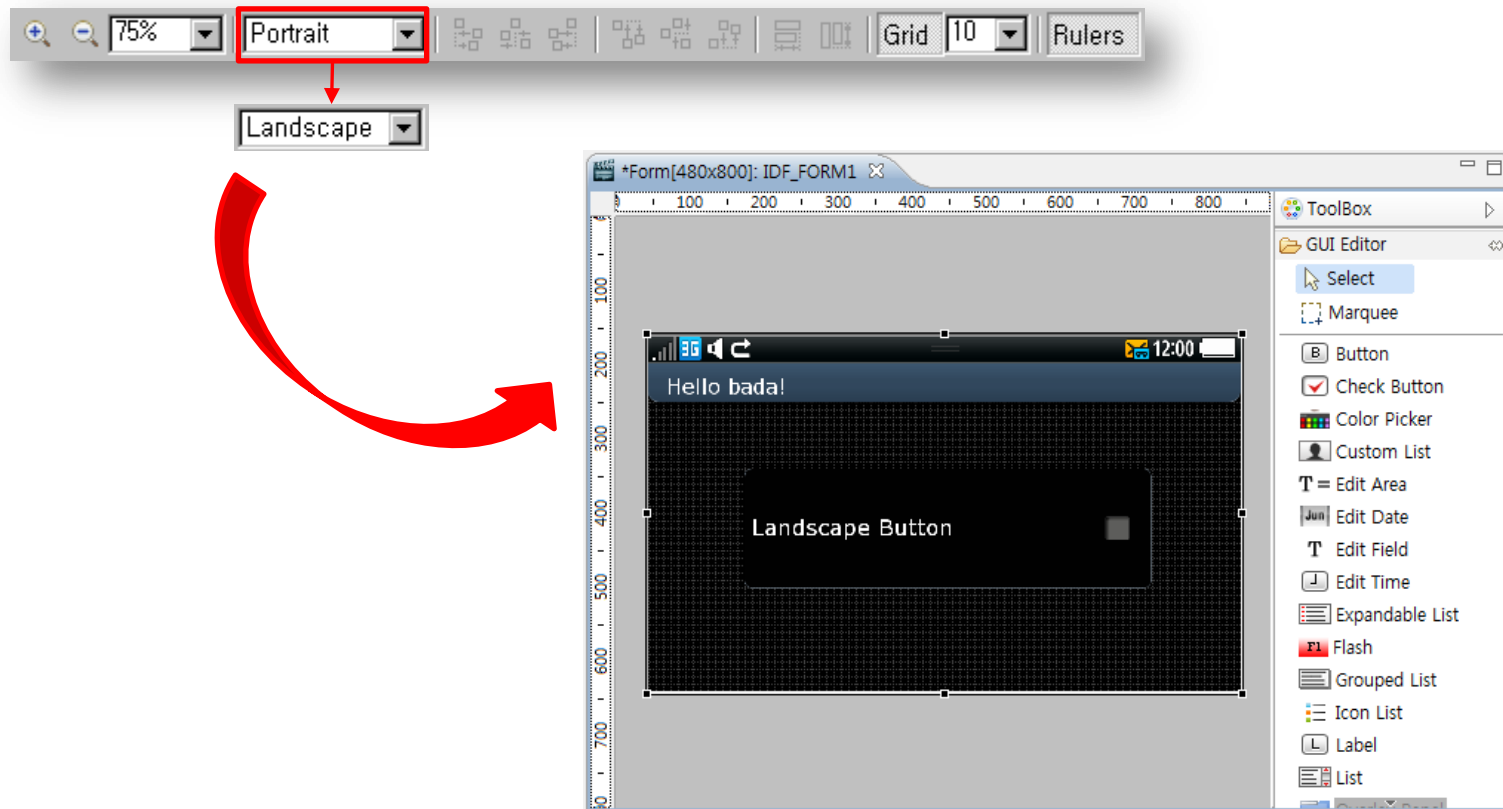 75% Portrait Grid 10 Rulers
Landscape
*Form[480x800]: IDF_FORM1
100 200 300 400 500 600 700 800
100
200
300
400
500
600
700
3G 12:00
Hello bada!
Landscape Button
ToolBox
GUI Editor
Select
Marquee
B Button
Check Button
Color Picker
Custom List
T = Edit Area
Jun Edit Date
T Edit Field
Edit Time
Expandable List
F1 Flash
Grouped List
Icon List
L Label
List